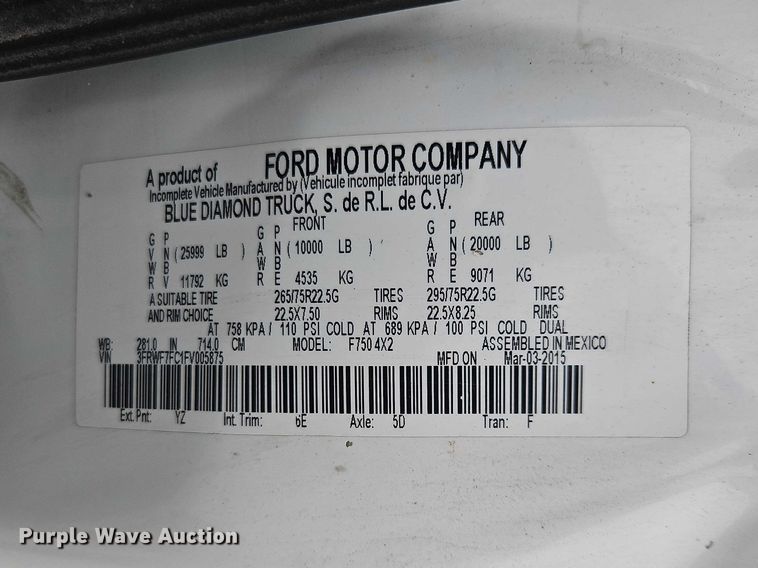 A product of FORD MOTOR COMPANY
Incomplete Vehicle Manufactured by (Vehicule incomplet fabrique par)
BLUE DIAMOND TRUCK, S. de R.L. de C.V.
FRONT REAR
G P G P G P
V N (25999 LB) A N (10000 LB) A N (20000 LB)
W B W B W B
R V 11792 KG R E 4535 KG R E 9071 KG
A SUITABLE TIRE 265/75R22.5G TIRES 295/75R22.5G TIRES
AND RIM CHOICE 22.5X7.50 RIMS 22.5X8.25 RIMS
AT 758 KPA/ 110 PSI COLD AT 689 KPA/ 100 PSI COLD DUAL
WB: 281.0 IN 714.0 CM MODEL: F750 4X2 ASSEMBLED IN MEXICO
VIN 3FRWF7FC1FV005875 MFD ON Mar-03-2015
Ext. Pnt: YZ Int. Trim: 6E Axle: 5D Tran: F
Purple Wave Auction